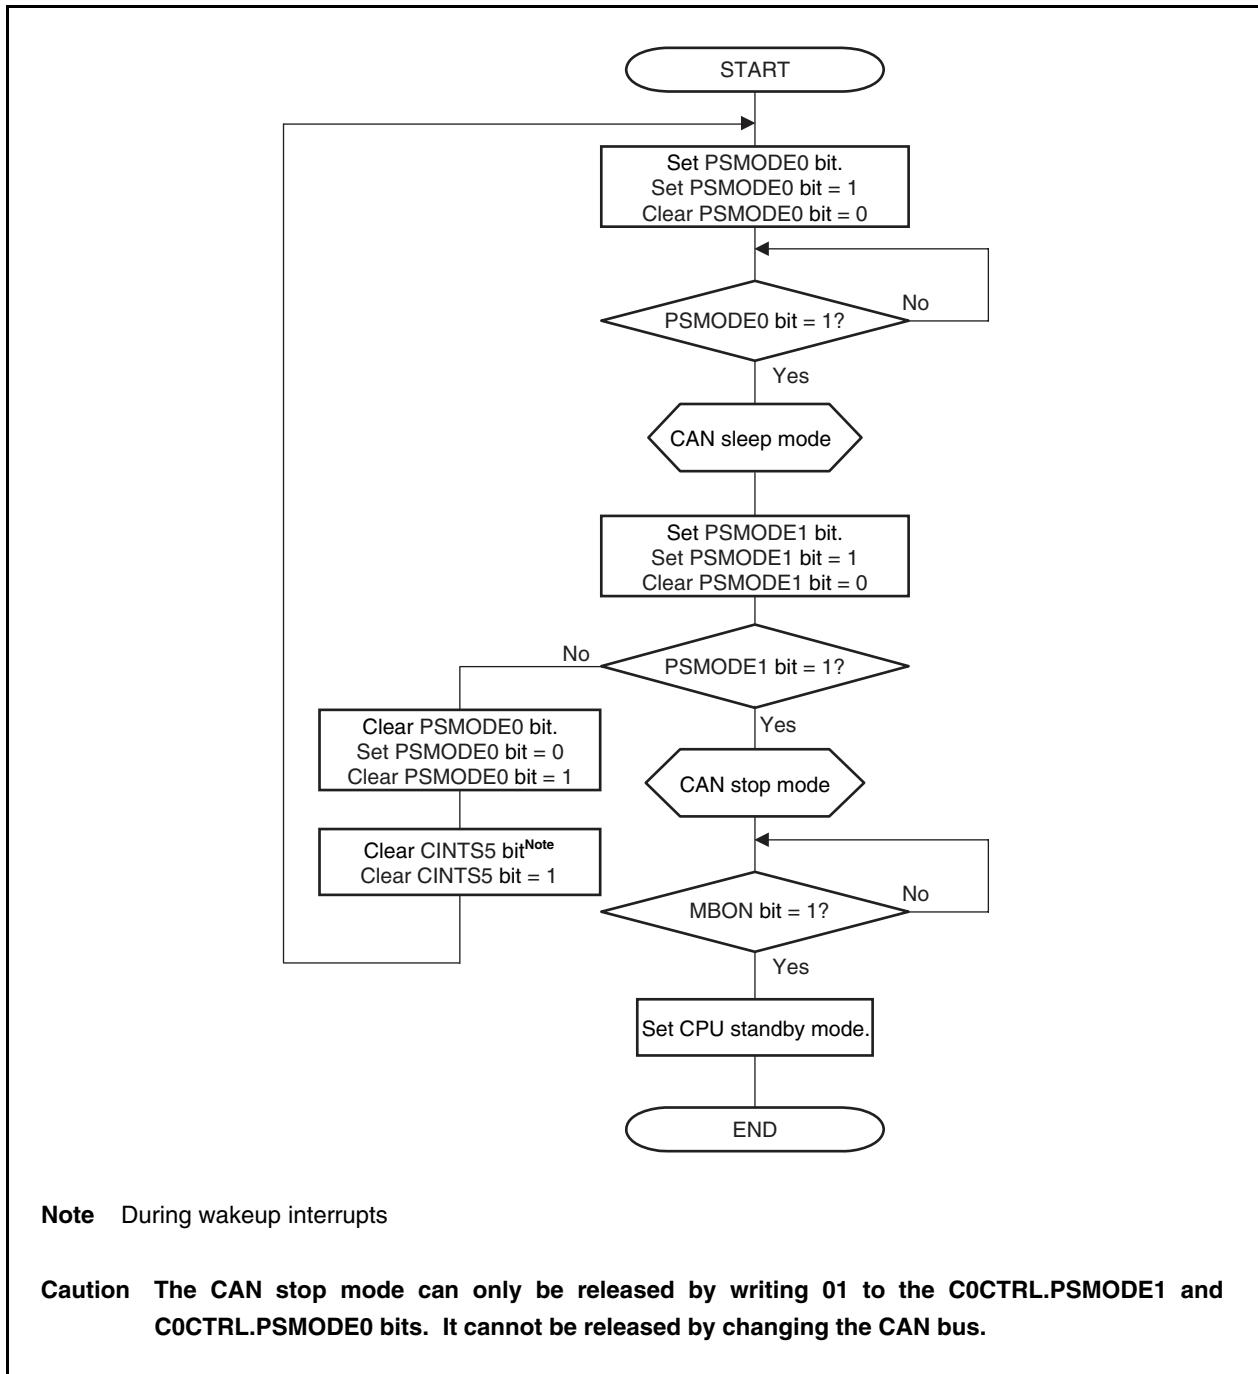 START
Set PSMODE0 bit.
Set PSMODE0 bit = 1
Clear PSMODE0 bit = 0
No
PSMODE0 bit = 1?
Yes
CAN sleep mode
Set PSMODE1 bit.
Set PSMODE1 bit = 1
Clear PSMODE1 bit = 0
No
PSMODE1 bit = 1?
Yes
Clear PSMODE0 bit.
Set PSMODE0 bit = 0
Clear PSMODE0 bit = 1
CAN stop mode
Clear CINTS5 bitNote
Clear CINTS5 bit = 1
No
MBON bit = 1?
Yes
Set CPU standby mode.
END
Note During wakeup interrupts
Caution The CAN stop mode can only be released by writing 01 to the C0CTRL.PSMODE1 and
C0CTRL.PSMODE0 bits. It cannot be released by changing the CAN bus.